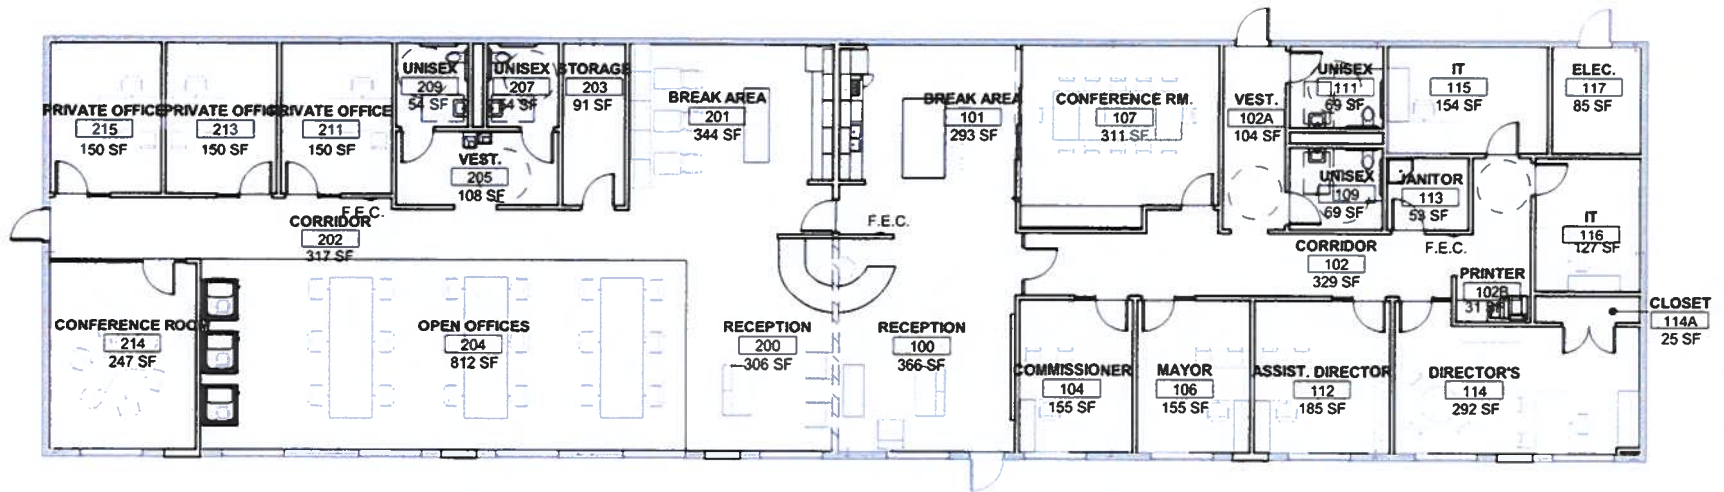 PRIVATE OFFICE
215
150 SF
PRIVATE OFFICE
213
150 SF
PRIVATE OFFICE
211
150 SF
UNISEX
209
54 SF
UNISEX
207
54 SF
STORAGE
203
91 SF
VEST.
205
108 SF
BREAK AREA
201
344 SF
BREAK AREA
101
293 SF
CONFERENCE RM.
107
311 SF
VEST.
102A
104 SF
UNISEX
111
69 SF
UNISEX
109
69 SF
IT
115
154 SF
ELEC.
117
85 SF
JANITOR
113
53 SF
IT
116
127 SF
F.E.C.
CORRIDOR
202
317 SF
F.E.C.
CORRIDOR
102
329 SF
F.E.C.
PRINTER
102B
31 SF
CLOSET
114A
25 SF
CONFERENCE ROOM
214
247 SF
OPEN OFFICES
204
812 SF
RECEPTION
200
306 SF
RECEPTION
100
366 SF
COMMISSIONER
104
155 SF
MAYOR
106
155 SF
ASSIST. DIRECTOR
112
185 SF
DIRECTOR'S
114
292 SF